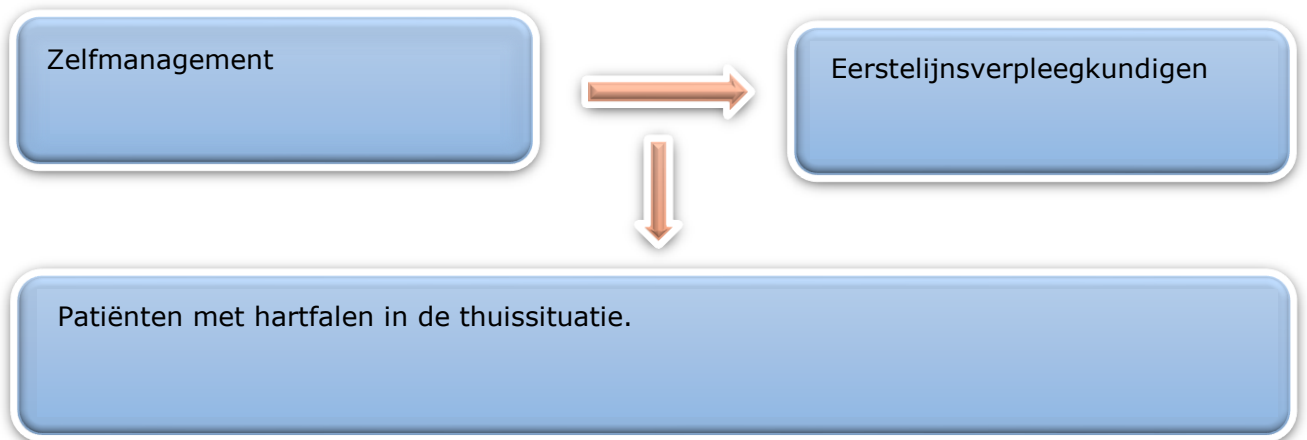 Zelfmanagement
Eerstelijnsverpleegkundigen
Patiënten met hartfalen in de thuissituatie.